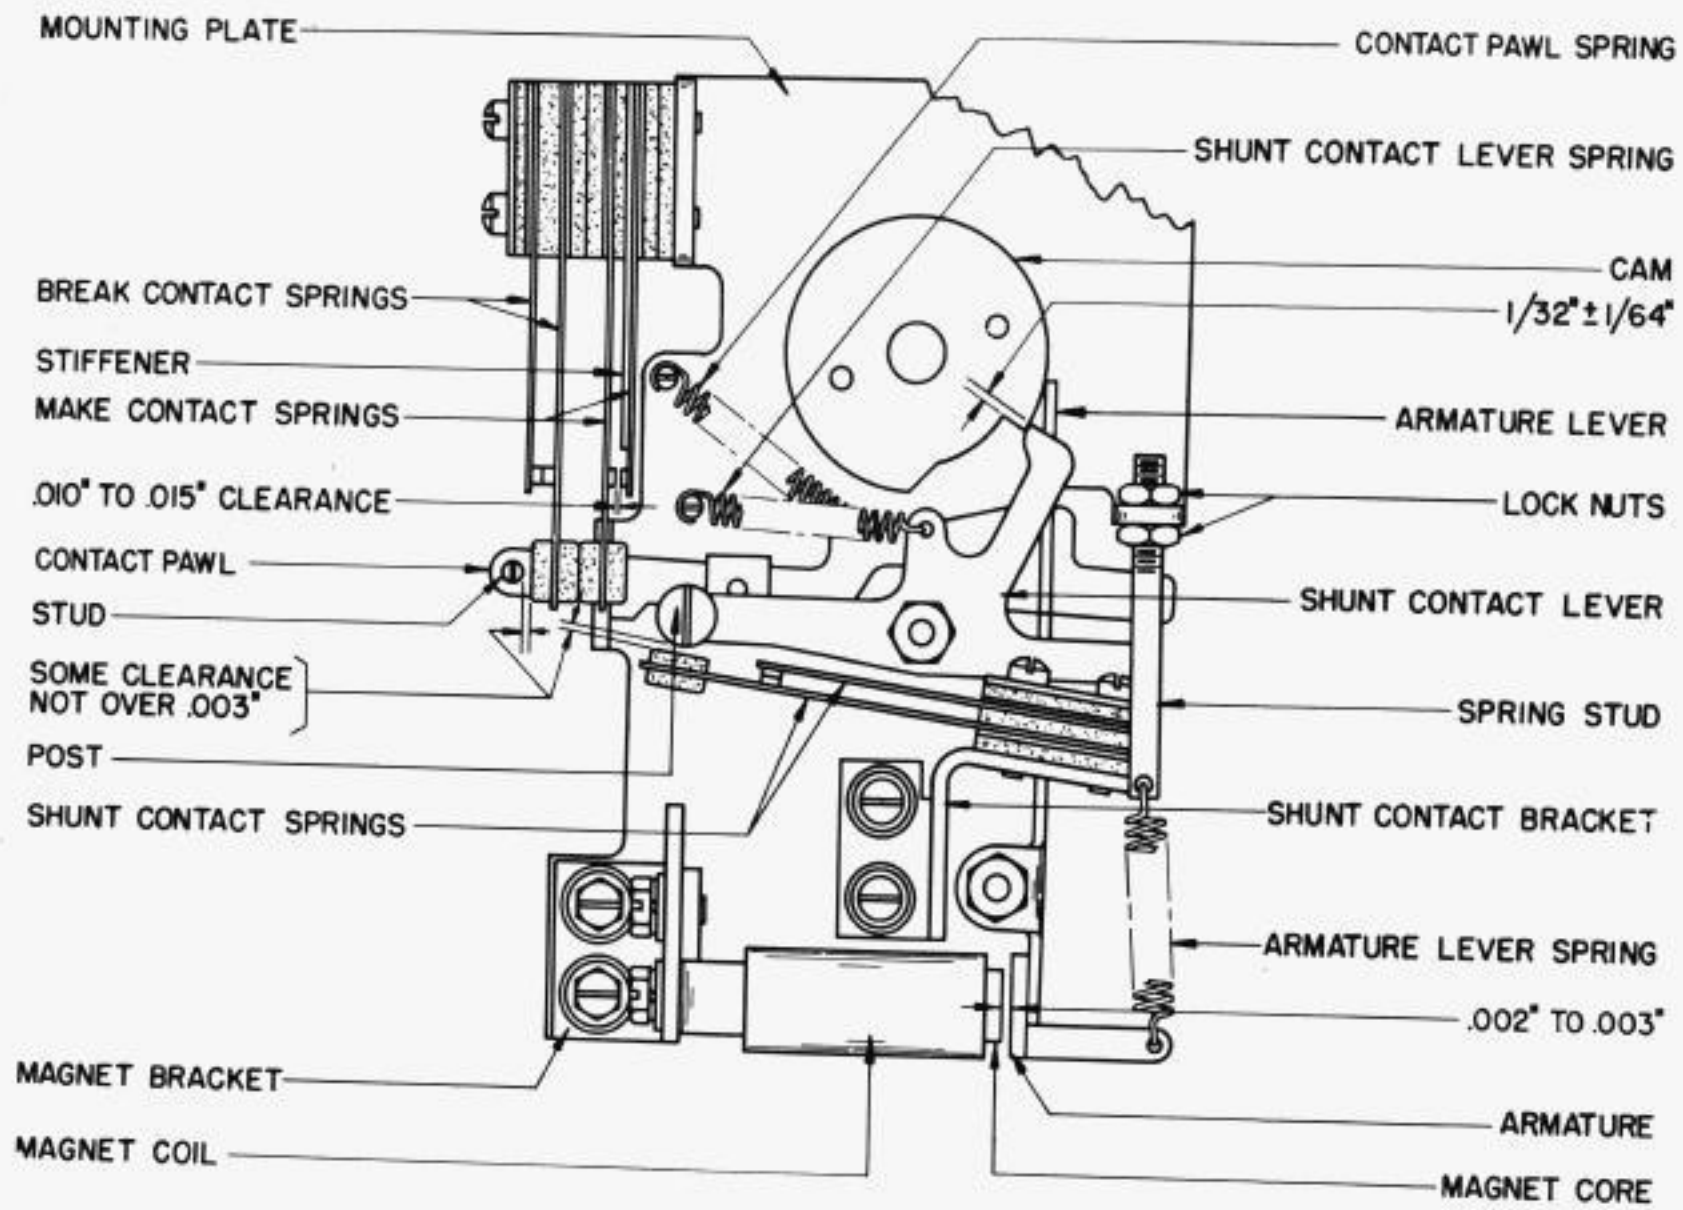 MOUNTING PLATE
CONTACT PAWL SPRING
SHUNT CONTACT LEVER SPRING
CAM
1/32" ± 1/64"
BREAK CONTACT SPRINGS
STIFFENER
MAKE CONTACT SPRINGS
ARMATURE LEVER
.010" TO .015" CLEARANCE
LOCK NUTS
CONTACT PAWL
STUD
SHUNT CONTACT LEVER
SOME CLEARANCE
NOT OVER .003"
SPRING STUD
POST
SHUNT CONTACT SPRINGS
SHUNT CONTACT BRACKET
ARMATURE LEVER SPRING
.002" TO .003"
MAGNET BRACKET
ARMATURE
MAGNET COIL
MAGNET CORE